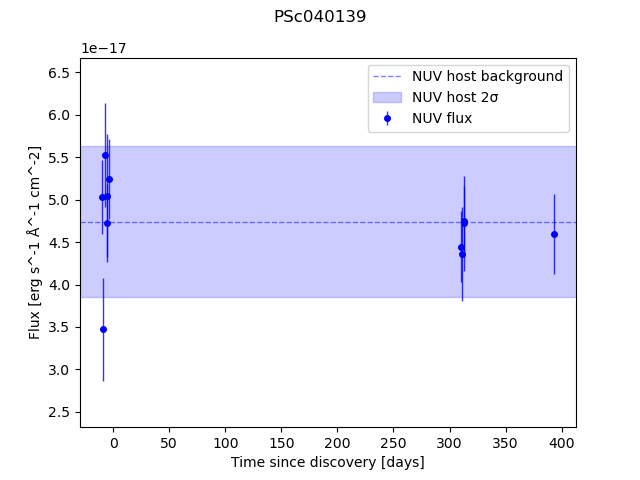 PSc040139
1e−17
6.5
6.0
5.5
5.0
4.5
4.0
3.5
3.0
2.5
Flux [erg s^-1 Å^-1 cm^-2]
NUV host background
NUV host 2σ
NUV flux
0 50 100 150 200 250 300 350 400
Time since discovery [days]